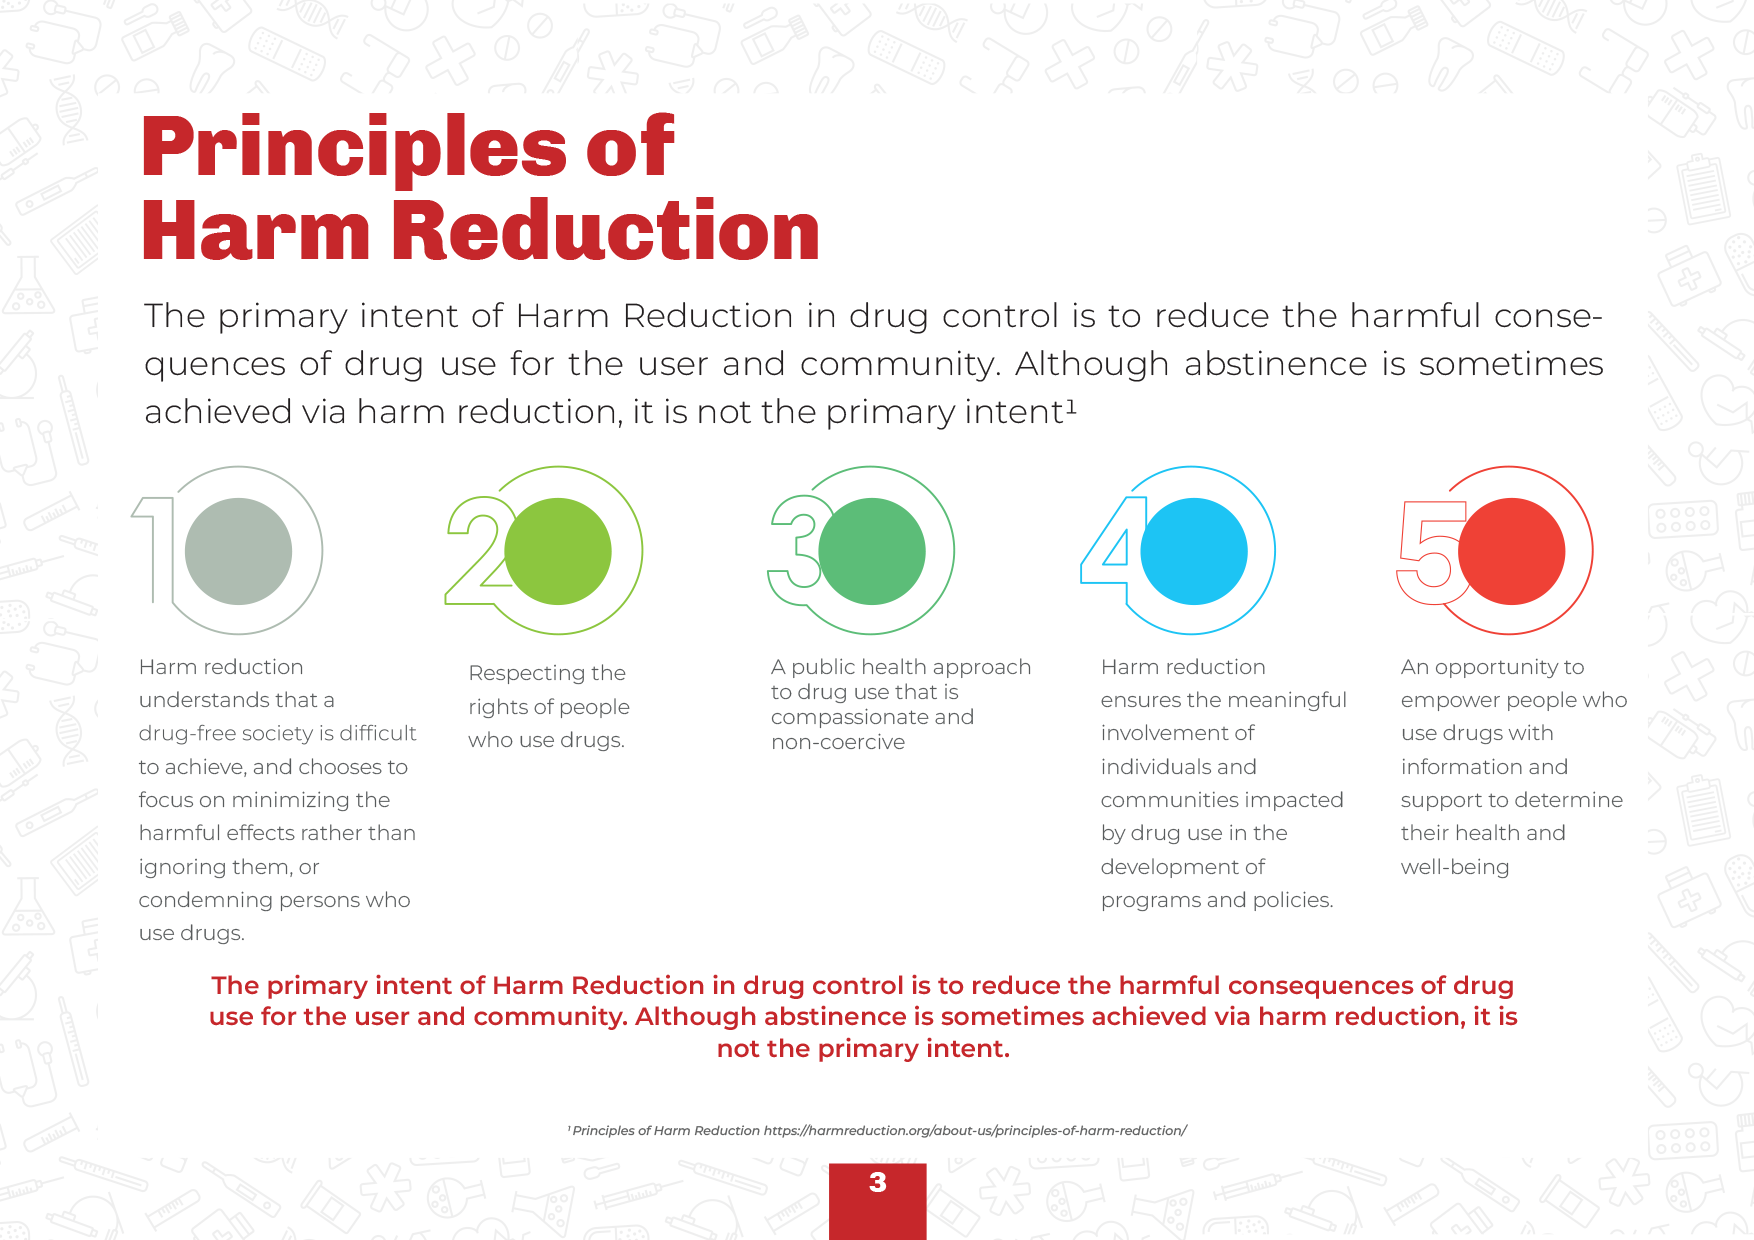 Principles of
Harm Reduction
The primary intent of Harm Reduction in drug control is to reduce the harmful conse-
quences of drug use for the user and community. Although abstinence is sometimes
achieved via harm reduction, it is not the primary intent¹
1
Harm reduction
understands that a
drug-free society is difficult
to achieve, and chooses to
focus on minimizing the
harmful effects rather than
ignoring them, or
condemning persons who
use drugs.
2
Respecting the
rights of people
who use drugs.
3
A public health approach
to drug use that is
compassionate and
non-coercive
4
Harm reduction
ensures the meaningful
involvement of
individuals and
communities impacted
by drug use in the
development of
programs and policies.
5
An opportunity to
empower people who
use drugs with
information and
support to determine
their health and
well-being
The primary intent of Harm Reduction in drug control is to reduce the harmful consequences of drug
use for the user and community. Although abstinence is sometimes achieved via harm reduction, it is
not the primary intent.
¹ Principles of Harm Reduction https://harmreduction.org/about-us/principles-of-harm-reduction/
3